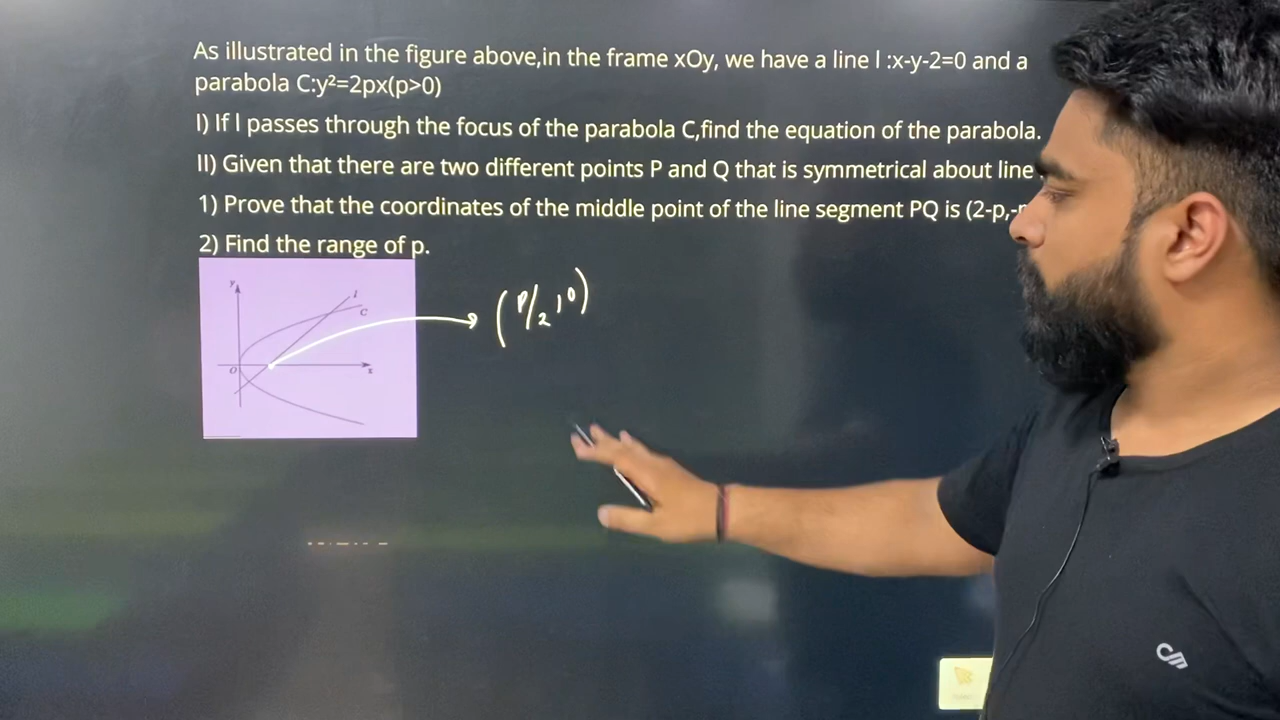 As illustrated in the figure above,in the frame xOy, we have a line l :x-y-2=0 and a
parabola C:y²=2px(p>0)
I) If l passes through the focus of the parabola C,find the equation of the parabola.
II) Given that there are two different points P and Q that is symmetrical about line
1) Prove that the coordinates of the middle point of the line segment PQ is (2-p,-
2) Find the range of p.
y
l
C
O
x
(P/2, 0)